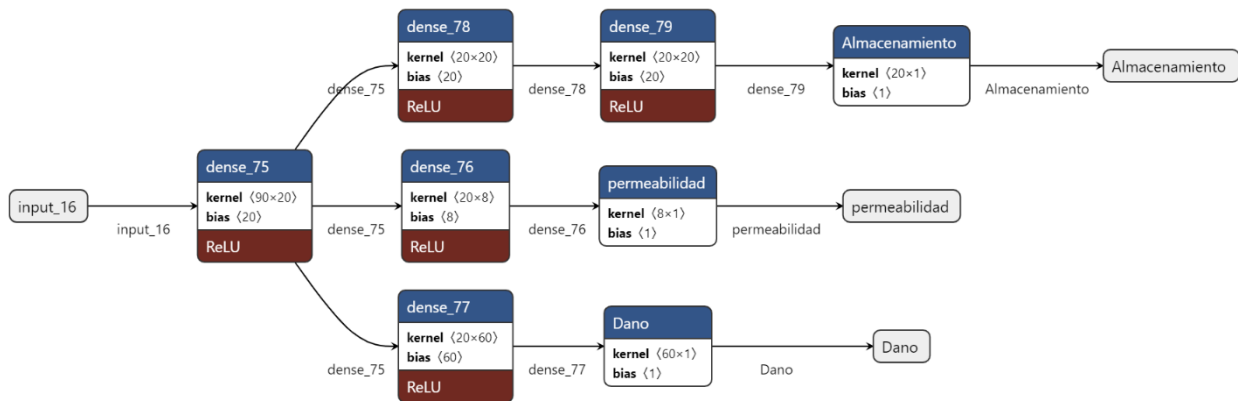 dense_78
kernel ⟨20×20⟩
bias ⟨20⟩
ReLU
dense_79
kernel ⟨20×20⟩
bias ⟨20⟩
ReLU
Almacenamiento
kernel ⟨20×1⟩
bias ⟨1⟩
Almacenamiento
dense_75
dense_78
dense_79
Almacenamiento
input_16
input_16
dense_75
kernel ⟨90×20⟩
bias ⟨20⟩
ReLU
dense_75
dense_76
kernel ⟨20×8⟩
bias ⟨8⟩
ReLU
dense_76
permeabilidad
kernel ⟨8×1⟩
bias ⟨1⟩
permeabilidad
permeabilidad
dense_77
kernel ⟨20×60⟩
bias ⟨60⟩
ReLU
dense_75
dense_77
Dano
kernel ⟨60×1⟩
bias ⟨1⟩
Dano
Dano